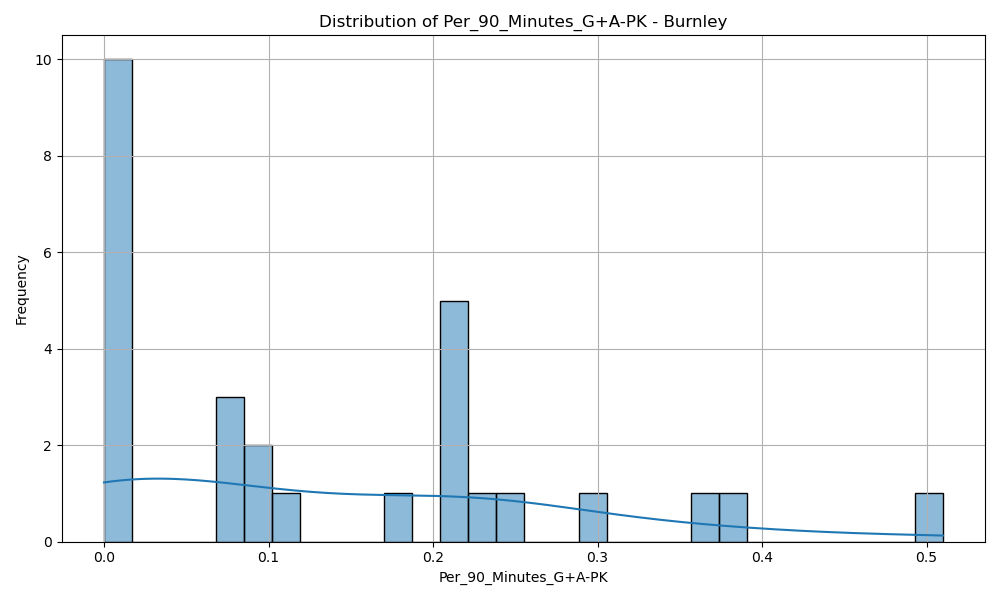 Distribution of Per_90_Minutes_G+A-PK - Burnley
Frequency
10
8
6
4
2
0
0.0 0.1 0.2 0.3 0.4 0.5
Per_90_Minutes_G+A-PK